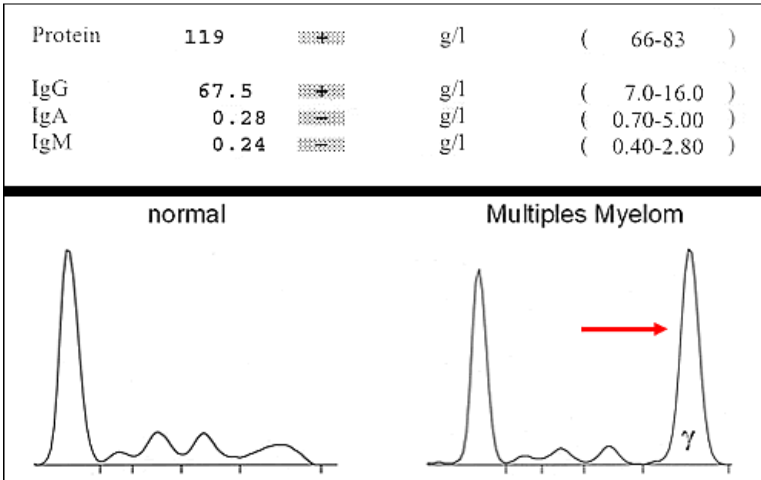 Protein 119 + g/l ( 66-83 )
IgG 67.5 + g/l ( 7.0-16.0 )
IgA 0.28 − g/l ( 0.70-5.00 )
IgM 0.24 − g/l ( 0.40-2.80 )
normal Multiples Myelom
γ